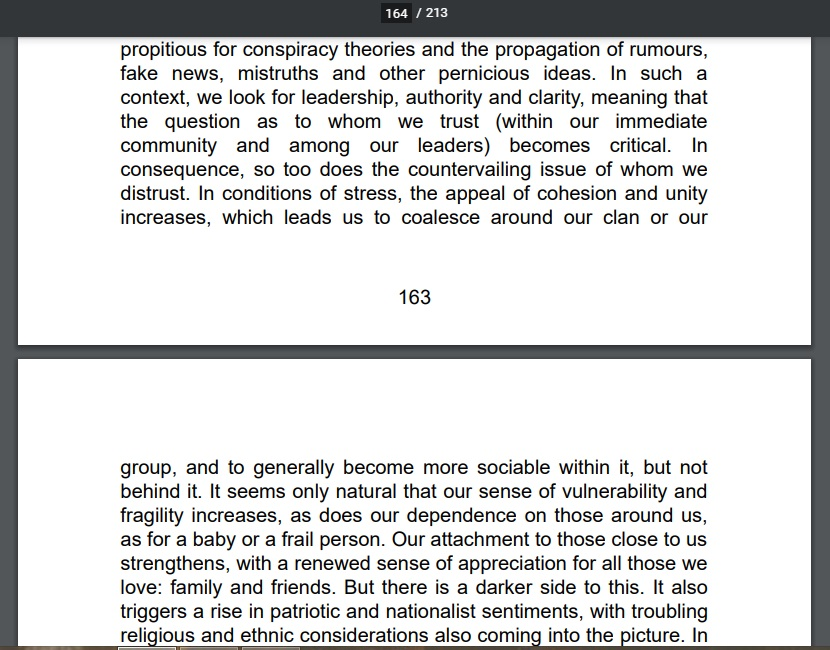 164 / 213
propitious for conspiracy theories and the propagation of rumours,
fake news, mistruths and other pernicious ideas. In such a
context, we look for leadership, authority and clarity, meaning that
the question as to whom we trust (within our immediate
community and among our leaders) becomes critical. In
consequence, so too does the countervailing issue of whom we
distrust. In conditions of stress, the appeal of cohesion and unity
increases, which leads us to coalesce around our clan or our
163
group, and to generally become more sociable within it, but not
behind it. It seems only natural that our sense of vulnerability and
fragility increases, as does our dependence on those around us,
as for a baby or a frail person. Our attachment to those close to us
strengthens, with a renewed sense of appreciation for all those we
love: family and friends. But there is a darker side to this. It also
triggers a rise in patriotic and nationalist sentiments, with troubling
religious and ethnic considerations also coming into the picture. In